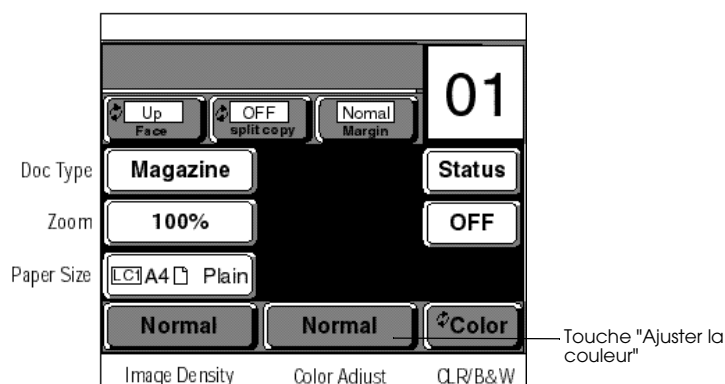 01
Up
OFF
Nomal
Face
split copy
Margin
Doc Type
Magazine
Status
Zoom
100%
OFF
Paper Size
LC1 A4 Plain
Normal
Normal
Color
Touche "Ajuster la
couleur"
Image Density
Color Adjust
CLR/B&W